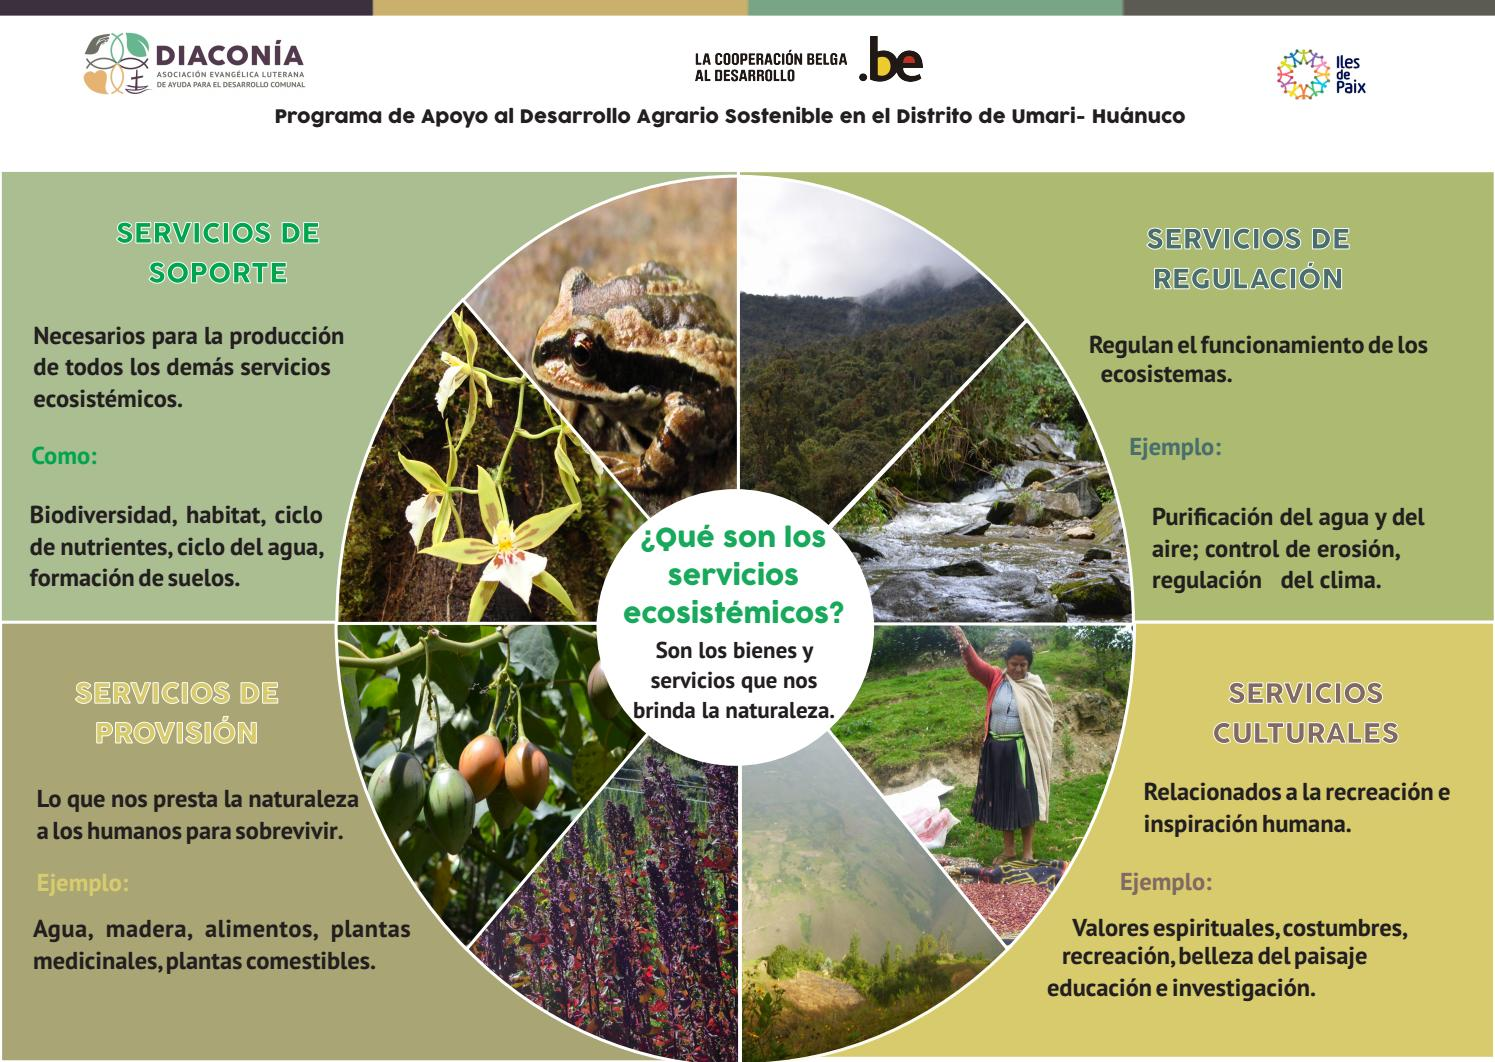 DIACONÍA
ASOCIACIÓN EVANGÉLICA LUTERANA
DE AYUDA PARA EL DESARROLLO COMUNAL
LA COOPERACIÓN BELGA
AL DESARROLLO
.be
Iles
de
Paix
Programa de Apoyo al Desarrollo Agrario Sostenible en el Distrito de Umari- Huánuco
SERVICIOS DE
SOPORTE
Necesarios para la producción
de todos los demás servicios
ecosistémicos.
Como:
Biodiversidad, habitat, ciclo
de nutrientes, ciclo del agua,
formación de suelos.
SERVICIOS DE
REGULACIÓN
Regulan el funcionamiento de los
ecosistemas.
Ejemplo:
Purificación del agua y del
aire; control de erosión,
regulación del clima.
¿Qué son los
servicios
ecosistémicos?
Son los bienes y
servicios que nos
brinda la naturaleza.
SERVICIOS DE
PROVISIÓN
Lo que nos presta la naturaleza
a los humanos para sobrevivir.
Ejemplo:
Agua, madera, alimentos, plantas
medicinales, plantas comestibles.
SERVICIOS
CULTURALES
Relacionados a la recreación e
inspiración humana.
Ejemplo:
Valores espirituales, costumbres,
recreación, belleza del paisaje
educación e investigación.